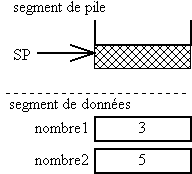 segment de pile
SP
segment de données
nombre1 3
nombre2 5